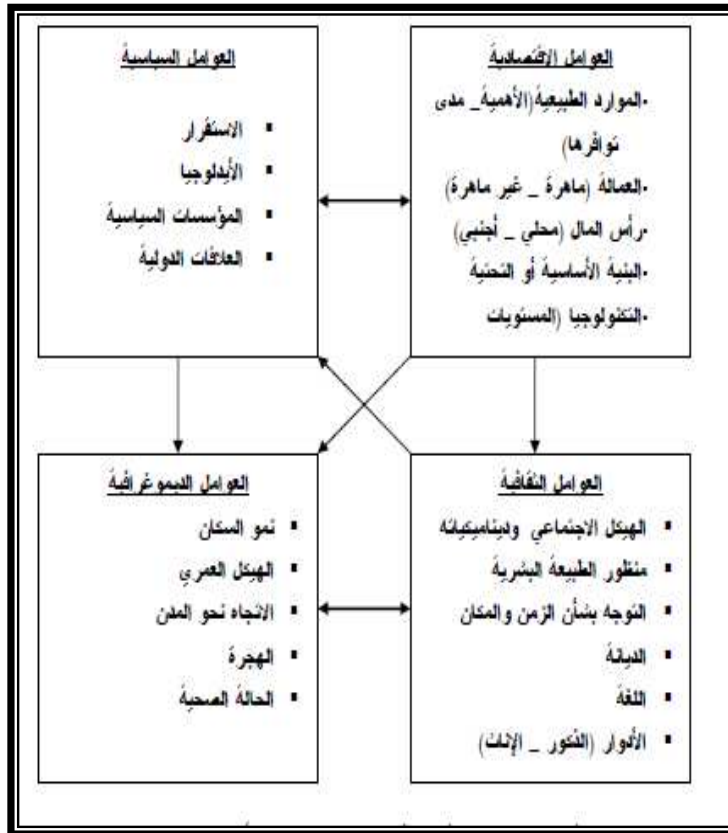 العوامل الاقتصادية
-الموارد الطبيعية(الأهمية_ مدى
توافرها)
-العمالة (ماهرة _ غير ماهرة)
-رأس المال (محلي _ أجنبي)
-البنية الأساسية أو التحتية
-التكنولوجيا (المستويات
العوامل السياسية
▪ الاستقرار
▪ الأيدلوجيا
▪ المؤسسات السياسية
▪ العلاقات الدولية
العوامل الثقافية
▪ الهيكل الاجتماعي وديناميكياته
▪ منظور الطبيعة البشرية
▪ التوجه بشأن الزمن والمكان
▪ الديانة
▪ اللغة
▪ الأدوار (الذكور _ الإناث)
العوامل الديموغرافية
▪ نمو السكان
▪ الهيكل العمري
▪ الاتجاه نحو المدن
▪ الهجرة
▪ الحالة الصحية